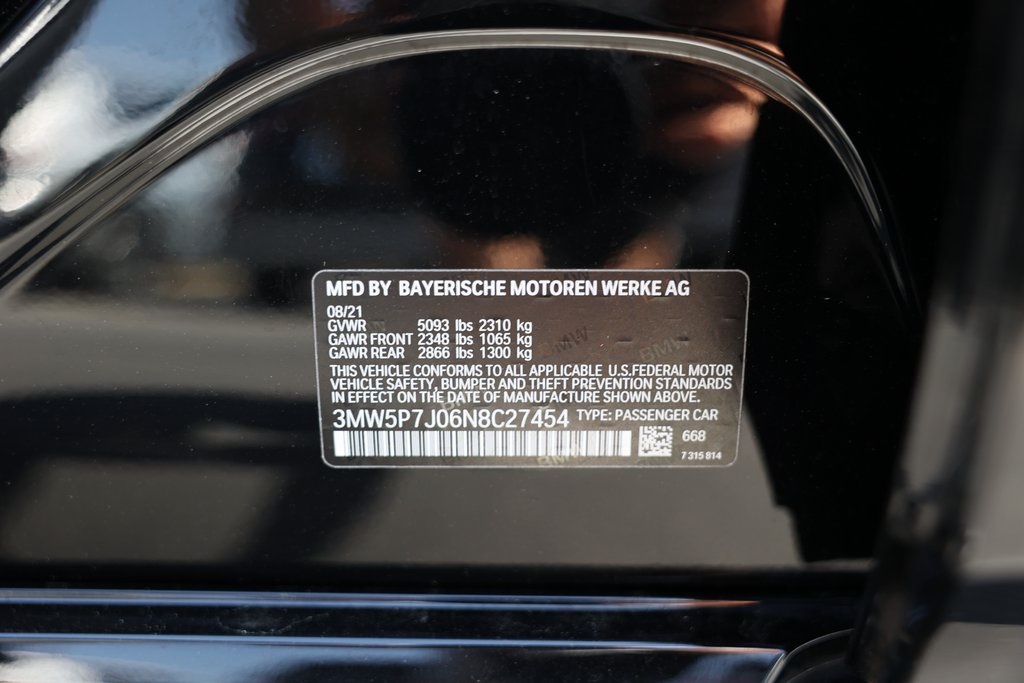 MFD BY BAYERISCHE MOTOREN WERKE AG
08/21
GVWR 5093 lbs 2310 kg
GAWR FRONT 2348 lbs 1065 kg
GAWR REAR 2866 lbs 1300 kg
THIS VEHICLE CONFORMS TO ALL APPLICABLE U.S.FEDERAL MOTOR
VEHICLE SAFETY, BUMPER AND THEFT PREVENTION STANDARDS
IN EFFECT ON THE DATE OF MANUFACTURE SHOWN ABOVE.
3MW5P7J06N8C27454 TYPE: PASSENGER CAR
668
7 315 814
BMW
BMW
BMW